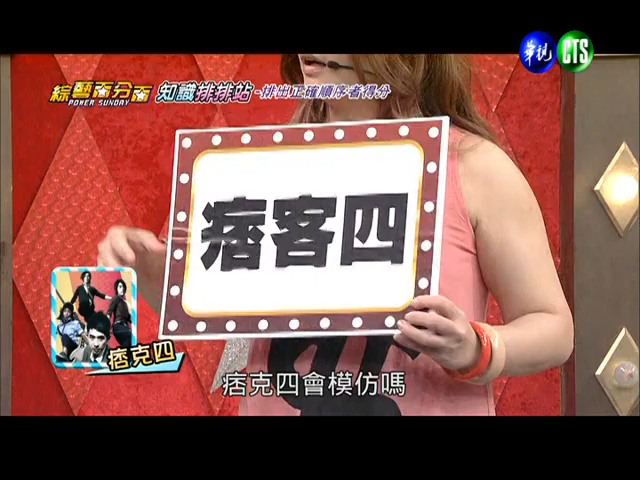 華視 CTS
綜藝百分百
POWER SUNDAY
知識排排站-排出正確順序者得分
痞客四
痞克四
痞克四會模仿嗎